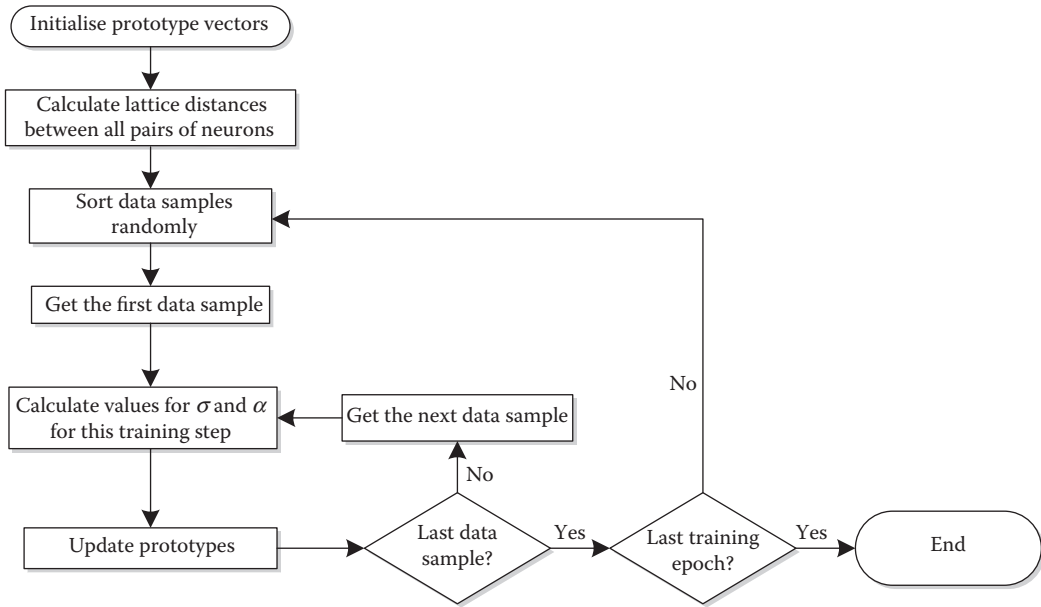 Initialise prototype vectors
Calculate lattice distances
between all pairs of neurons
Sort data samples
randomly
Get the first data sample
Calculate values for σ and α
for this training step
Get the next data sample
No
No
Update prototypes
Last data
sample?
Yes
Last training
epoch?
Yes
End